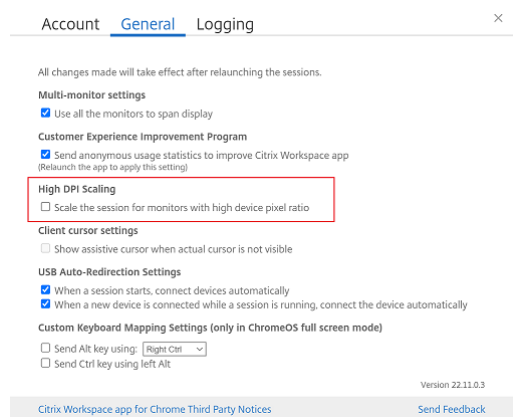 Account General Logging
All changes made will take effect after relaunching the sessions.
Multi-monitor settings
Use all the monitors to span display
Customer Experience Improvement Program
Send anonymous usage statistics to improve Citrix Workspace app
(Relaunch the app to apply this setting)
High DPI Scaling
Scale the session for monitors with high device pixel ratio
Client cursor settings
Show assistive cursor when actual cursor is not visible
USB Auto-Redirection Settings
When a session starts, connect devices automatically
When a new device is connected while a session is running, connect the device automatically
Custom Keyboard Mapping Settings (only in ChromeOS full screen mode)
Send Alt key using: Right Ctrl
Send Ctrl key using left Alt
Version 22.11.0.3
Citrix Workspace app for Chrome Third Party Notices Send Feedback